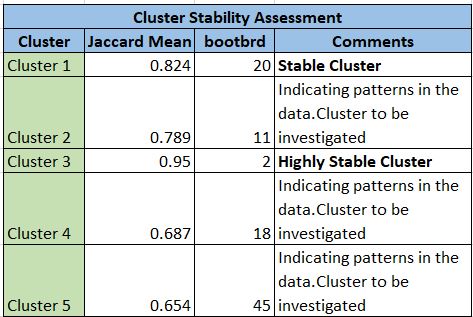 Cluster Stability Assessment
Cluster Jaccard Mean bootbrd Comments
Cluster 1 0.824 20 Stable Cluster
Indicating patterns in the
data.Cluster to be
Cluster 2 0.789 11 investigated
Cluster 3 0.95 2 Highly Stable Cluster
Indicating patterns in the
data.Cluster to be
Cluster 4 0.687 18 investigated
Indicating patterns in the
data.Cluster to be
Cluster 5 0.654 45 investigated